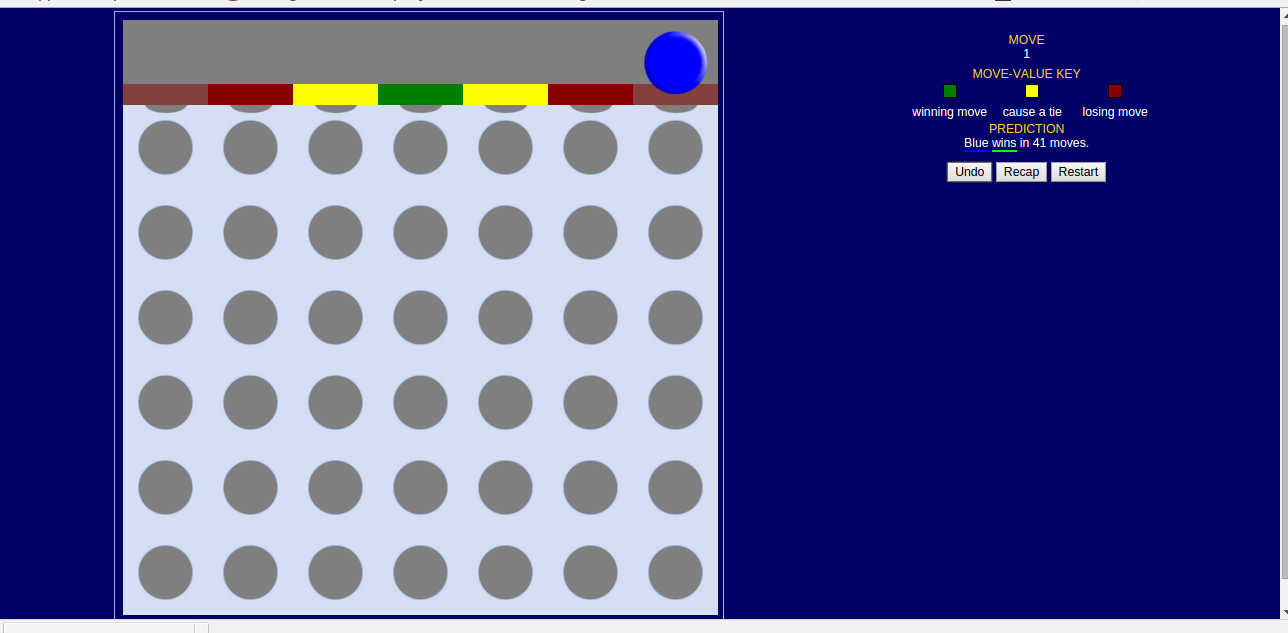 MOVE
1
MOVE-VALUE KEY
winning move cause a tie losing move
PREDICTION
Blue wins in 41 moves.
Undo Recap Restart